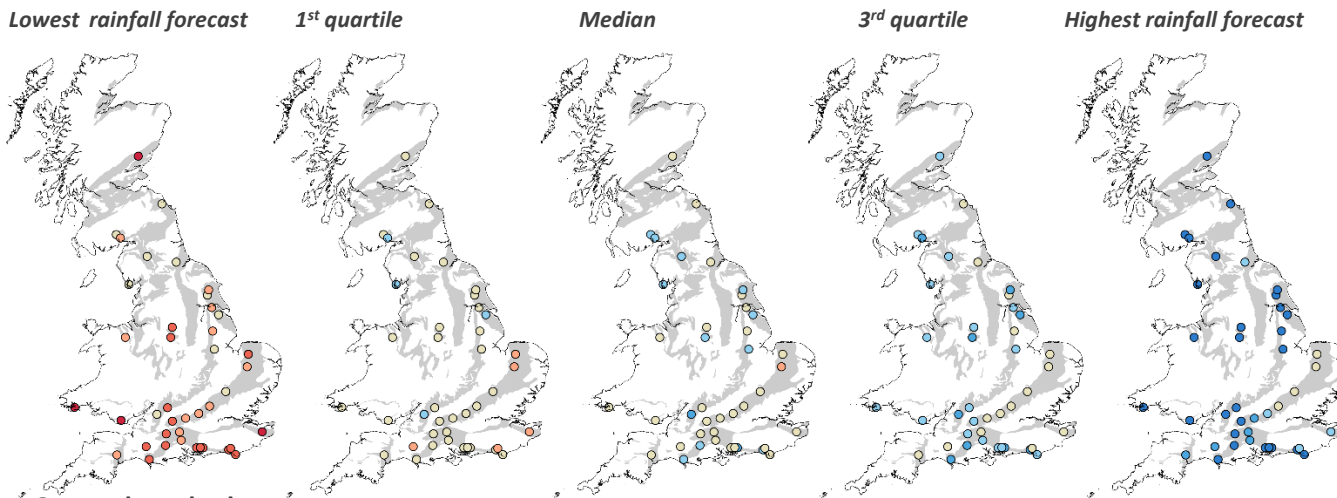 Lowest rainfall forecast
1st quartile
Median
3rd quartile
Highest rainfall forecast